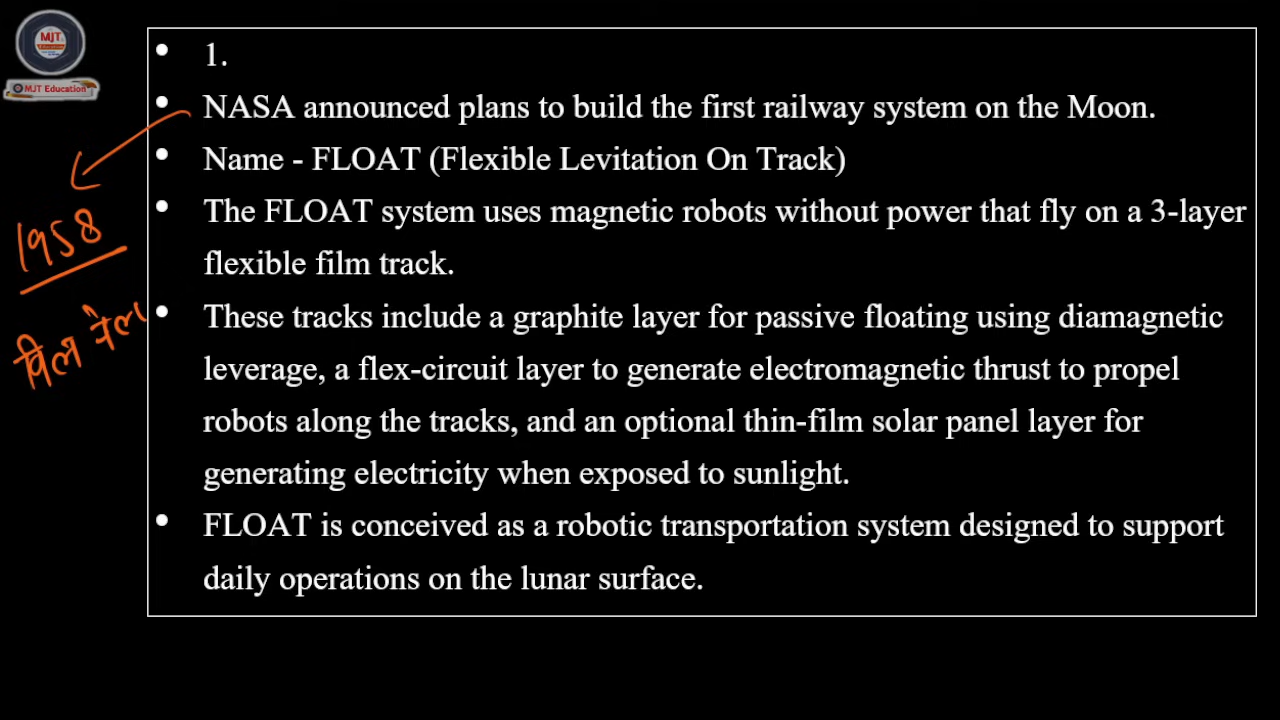 MJT
Education
MJT Education
1.
NASA announced plans to build the first railway system on the Moon.
Name - FLOAT (Flexible Levitation On Track)
The FLOAT system uses magnetic robots without power that fly on a 3-layer
flexible film track.
These tracks include a graphite layer for passive floating using diamagnetic
leverage, a flex-circuit layer to generate electromagnetic thrust to propel
robots along the tracks, and an optional thin-film solar panel layer for
generating electricity when exposed to sunlight.
FLOAT is conceived as a robotic transportation system designed to support
daily operations on the lunar surface.
1958